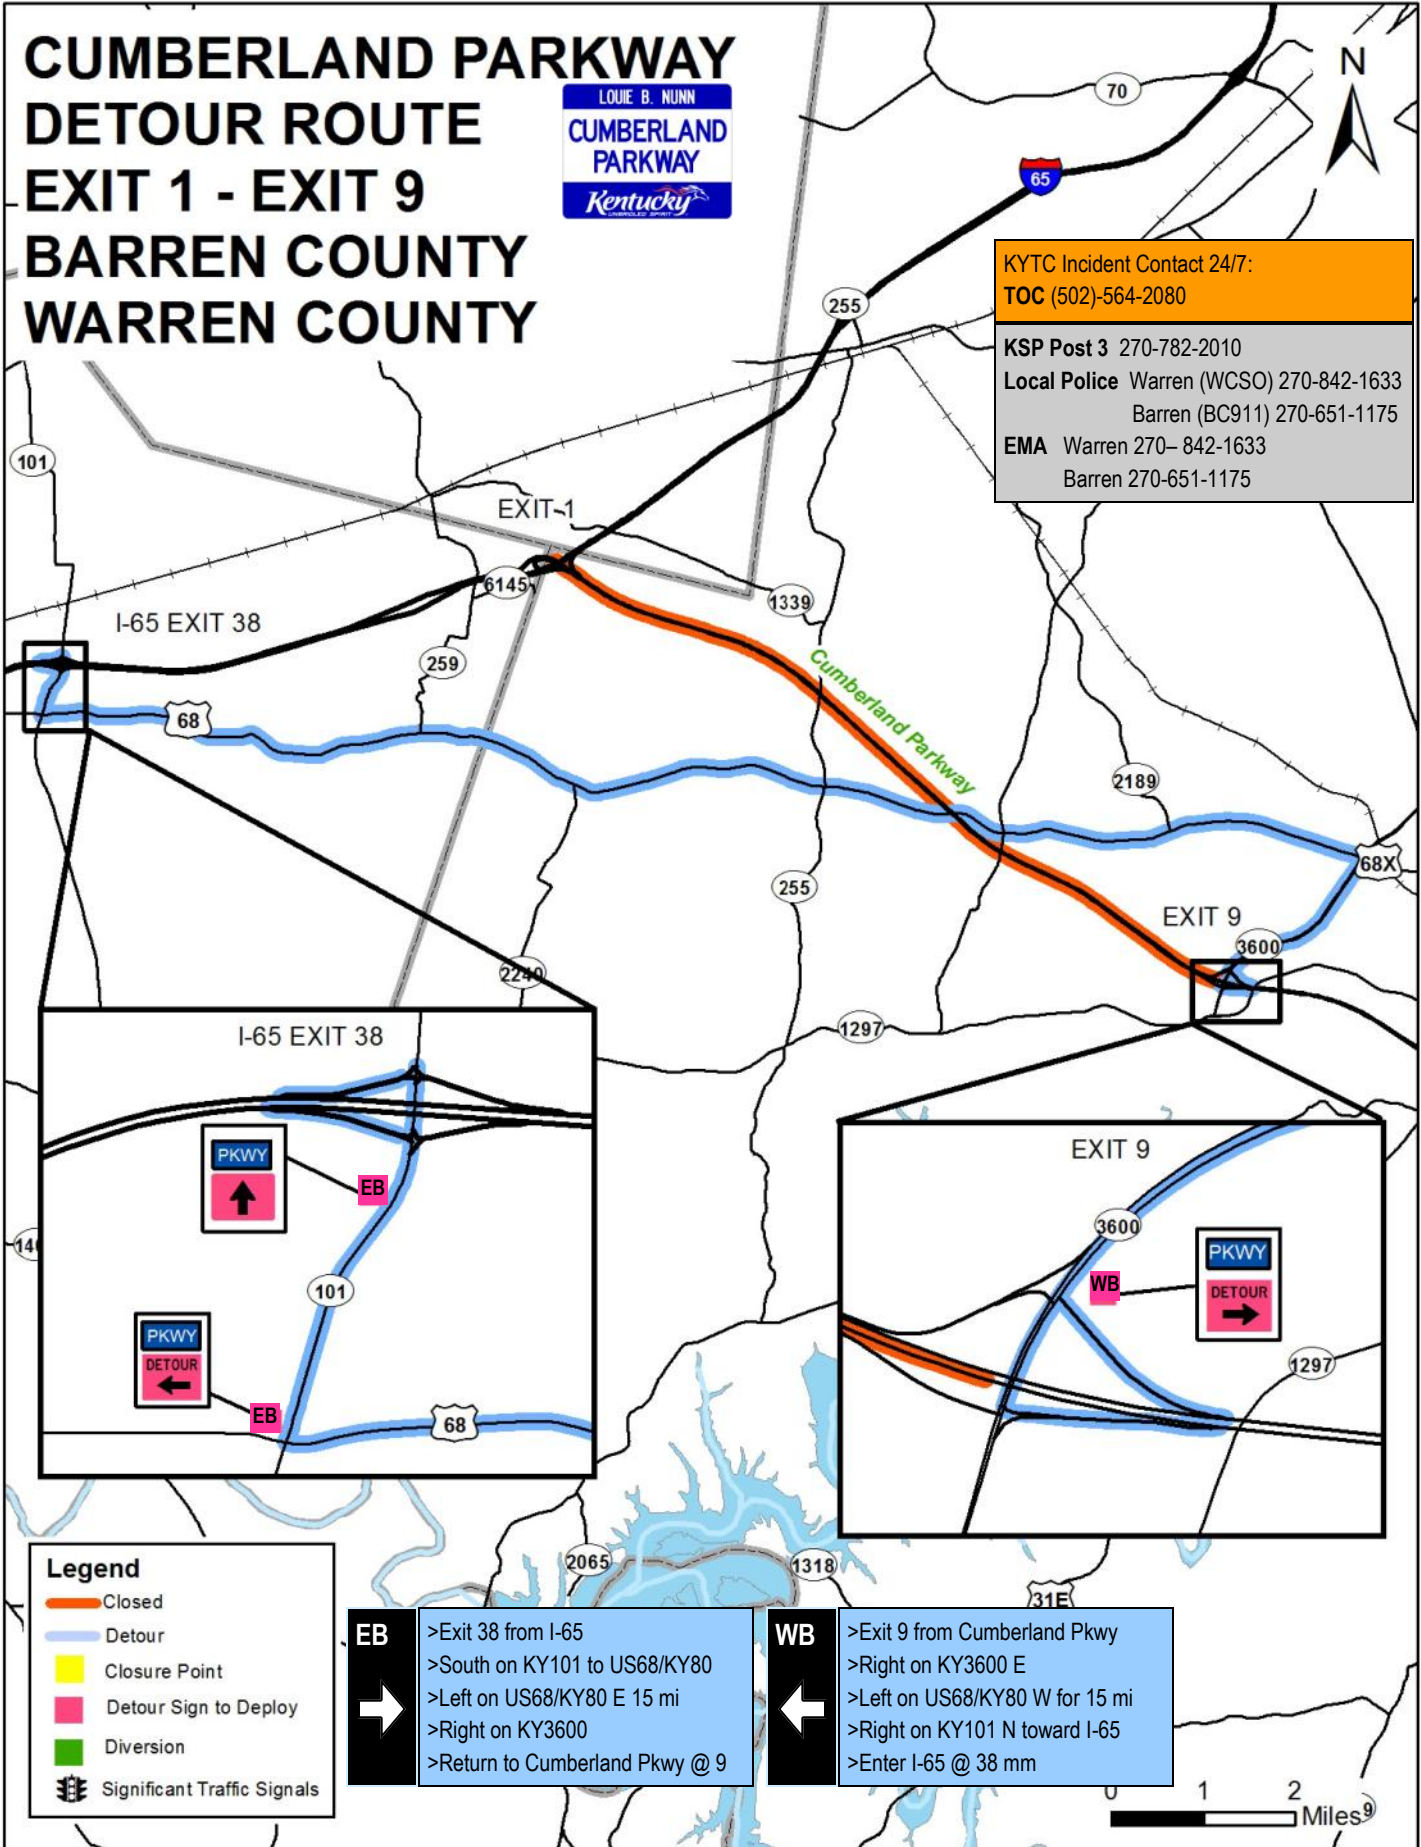 CUMBERLAND PARKWAY
DETOUR ROUTE
EXIT 1 - EXIT 9
BARREN COUNTY
WARREN COUNTY
LOUIE B. NUNN
CUMBERLAND
PARKWAY
Kentucky
UNBRIDLED SPIRIT
N
70
65
255
KYTC Incident Contact 24/7:
TOC (502)-564-2080
KSP Post 3 270-782-2010
Local Police Warren (WCSO) 270-842-1633
Barren (BC911) 270-651-1175
EMA Warren 270– 842-1633
Barren 270-651-1175
101
EXIT 1
6145
1339
I-65 EXIT 38
259
Cumberland Parkway
68
2189
68X
255
EXIT 9
3600
2240
1297
I-65 EXIT 38
PKWY
EB
101
PKWY
DETOUR
EB
68
EXIT 9
3600
WB
PKWY
DETOUR
1297
2065
1318
31E
Legend
Closed
Detour
Closure Point
Detour Sign to Deploy
Diversion
Significant Traffic Signals
EB
>Exit 38 from I-65
>South on KY101 to US68/KY80
>Left on US68/KY80 E 15 mi
>Right on KY3600
>Return to Cumberland Pkwy @ 9
WB
>Exit 9 from Cumberland Pkwy
>Right on KY3600 E
>Left on US68/KY80 W for 15 mi
>Right on KY101 N toward I-65
>Enter I-65 @ 38 mm
0 1 2
Miles